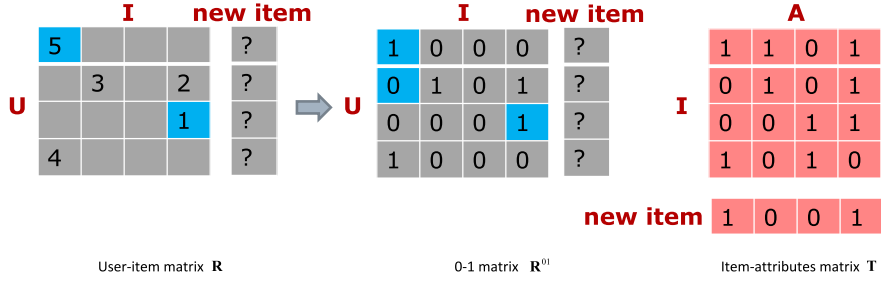 I new item I new item A
5 ? 1 0 0 0 ? 1 1 0 1
3 2 ? 0 1 0 1 ? 0 1 0 1
U 1 ? U 0 0 0 1 ? I 0 0 1 1
4 ? 1 0 0 0 ? 1 0 1 0
new item 1 0 0 1
User-item matrix R 0-1 matrix R⁰¹ Item-attributes matrix T